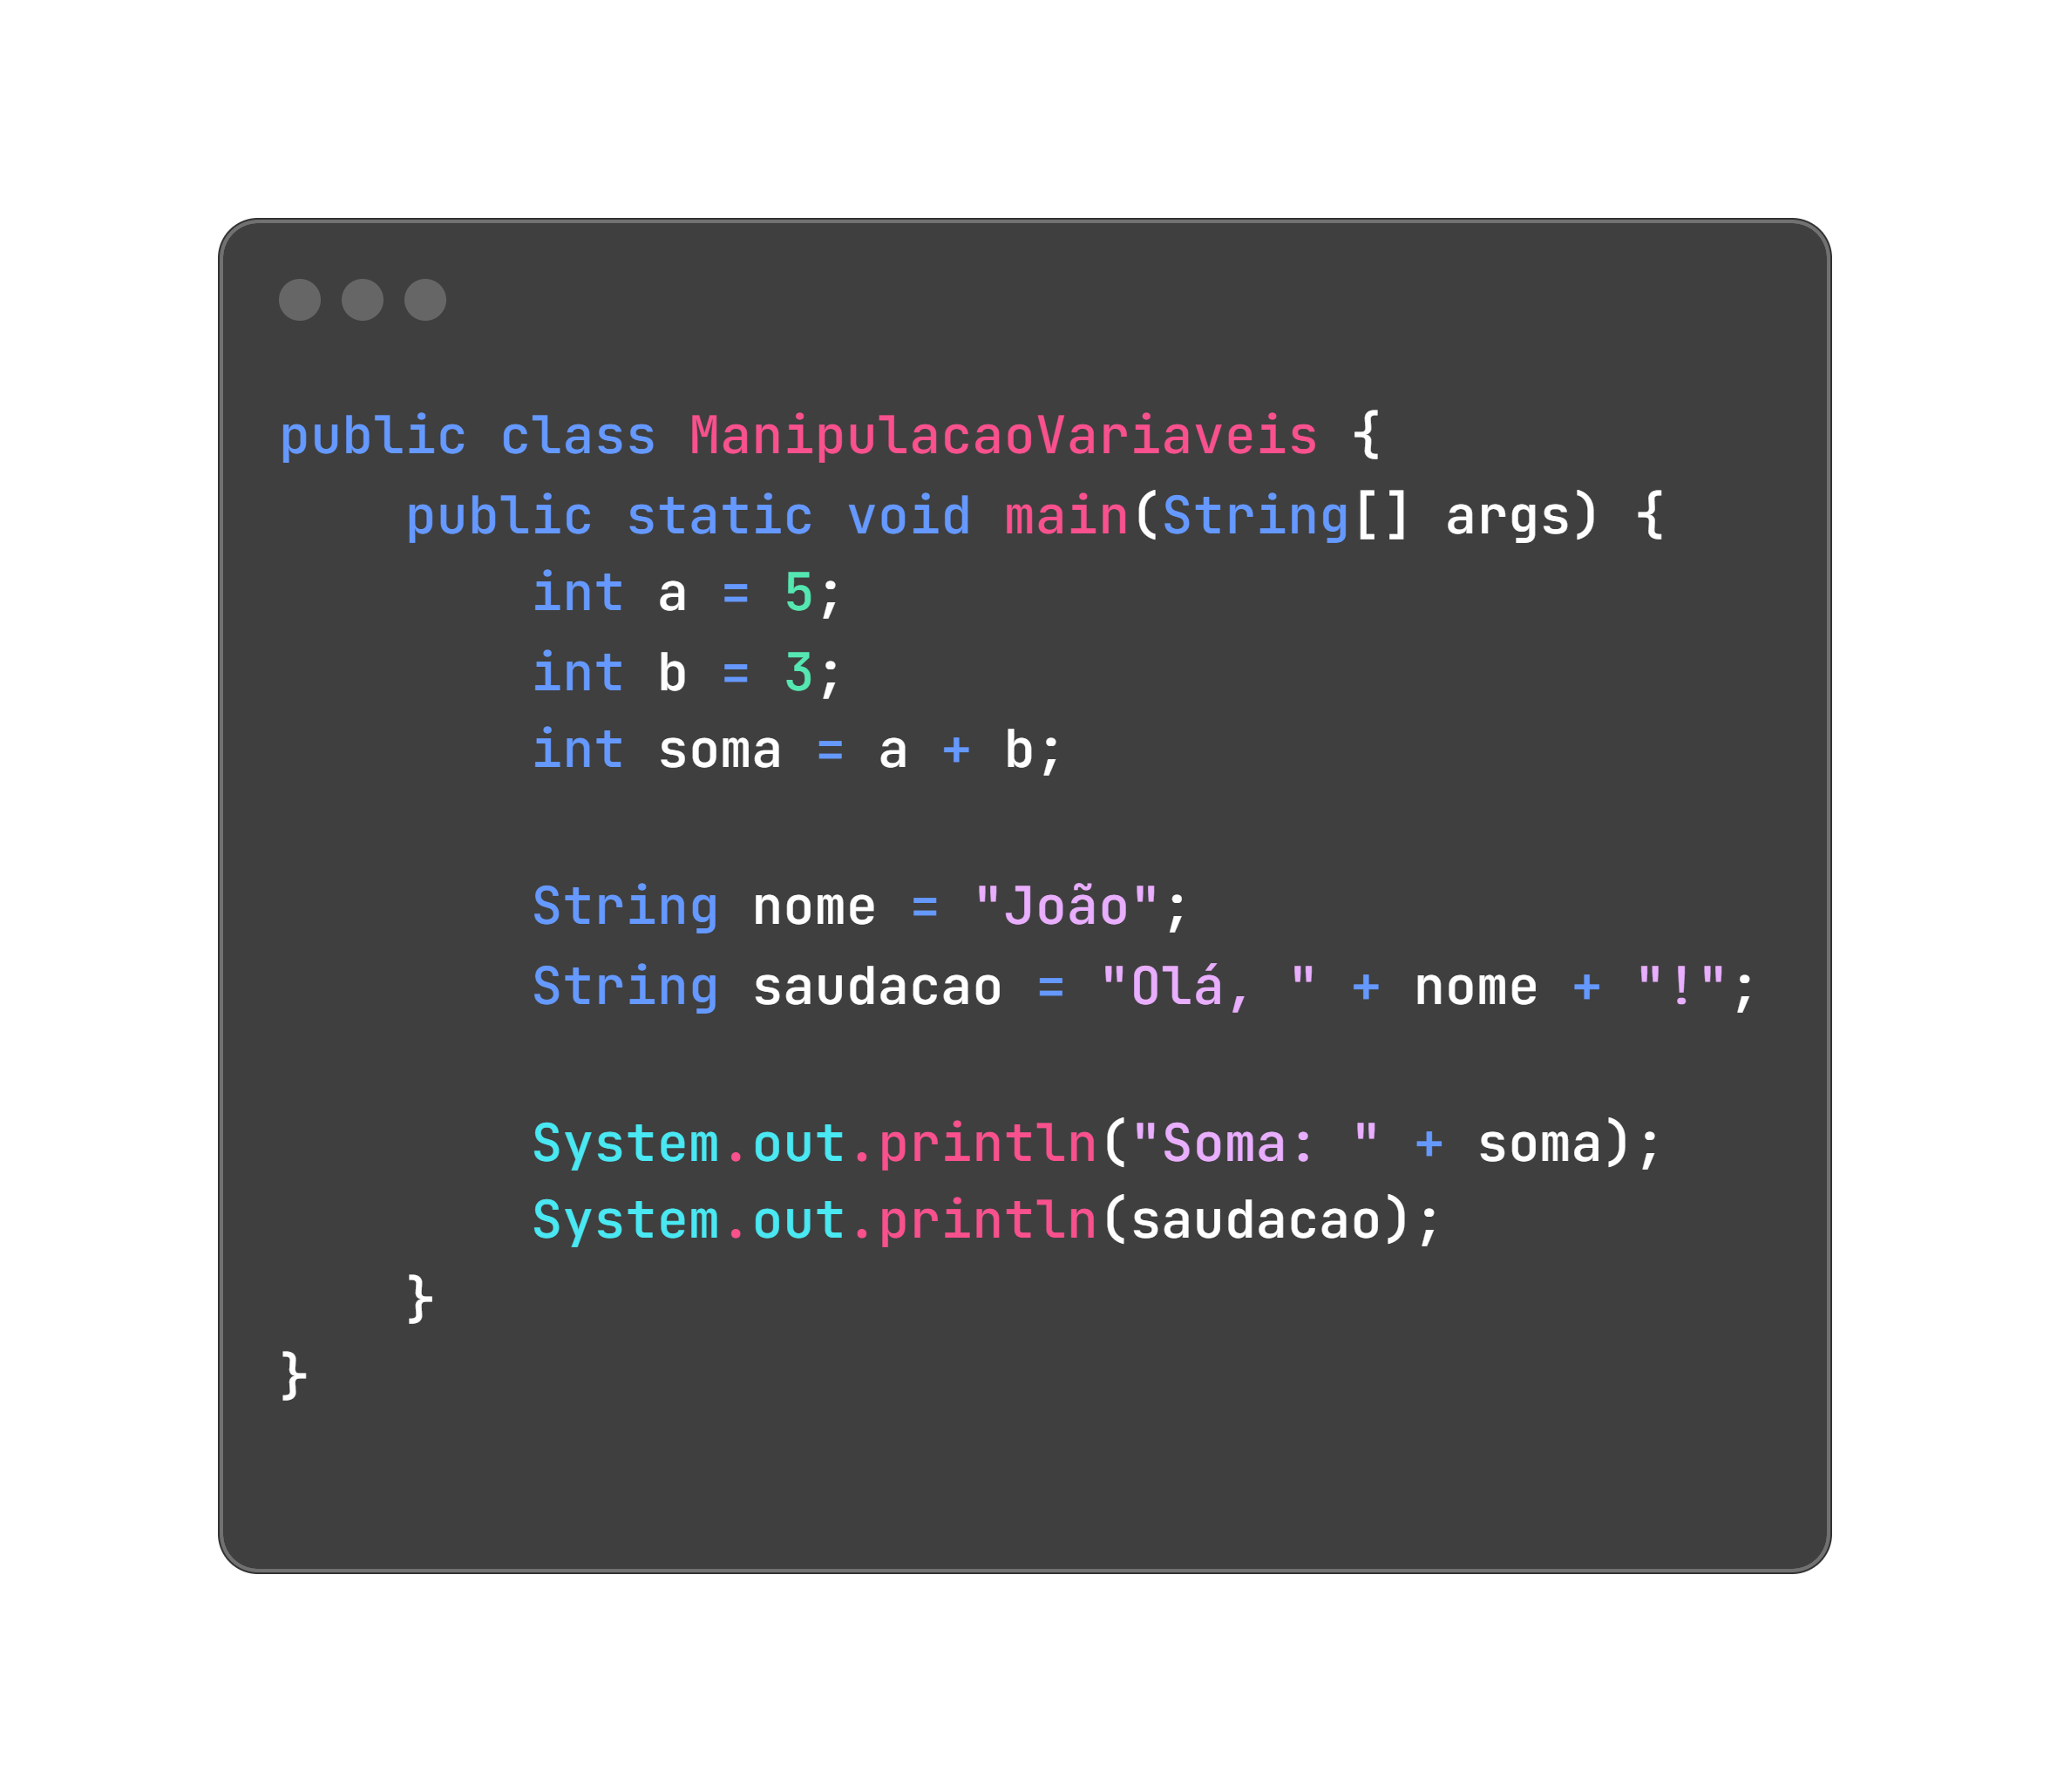 public class ManipulacaoVariaveis {
    public static void main(String[] args) {
        int a = 5;
        int b = 3;
        int soma = a + b;

        String nome = "João";
        String saudacao = "Olá, " + nome + "!";

        System.out.println("Soma: " + soma);
        System.out.println(saudacao);
    }
}